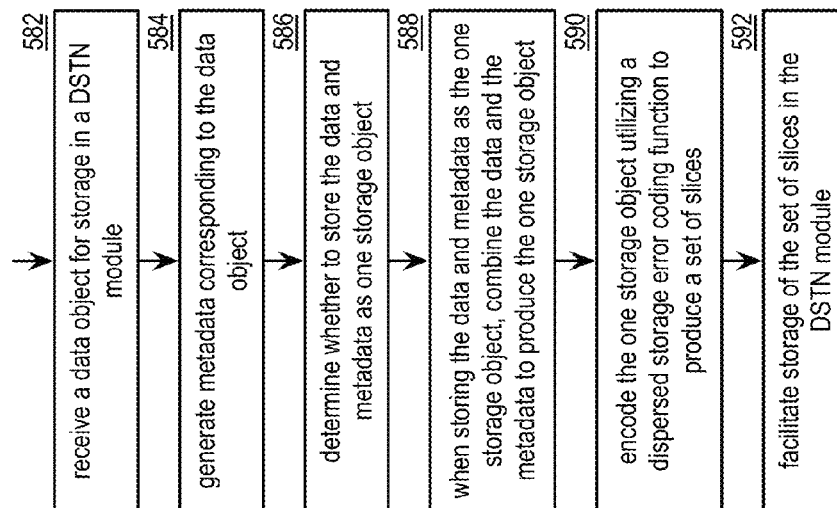 582
receive a data object for storage in a DSTN
module
584
generate metadata corresponding to the data
object
586
determine whether to store the data and
metadata as one storage object
588
when storing the data and metadata as the one
storage object, combine the data and the
metadata to produce the one storage object
590
encode the one storage object utilizing a
dispersed storage error coding function to
produce a set of slices
592
facilitate storage of the set of slices in the
DSTN module